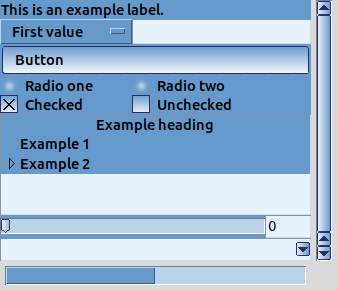 This is an example label.
First value
Button
Radio one Radio two
Checked Unchecked
Example heading
Example 1
Example 2
0